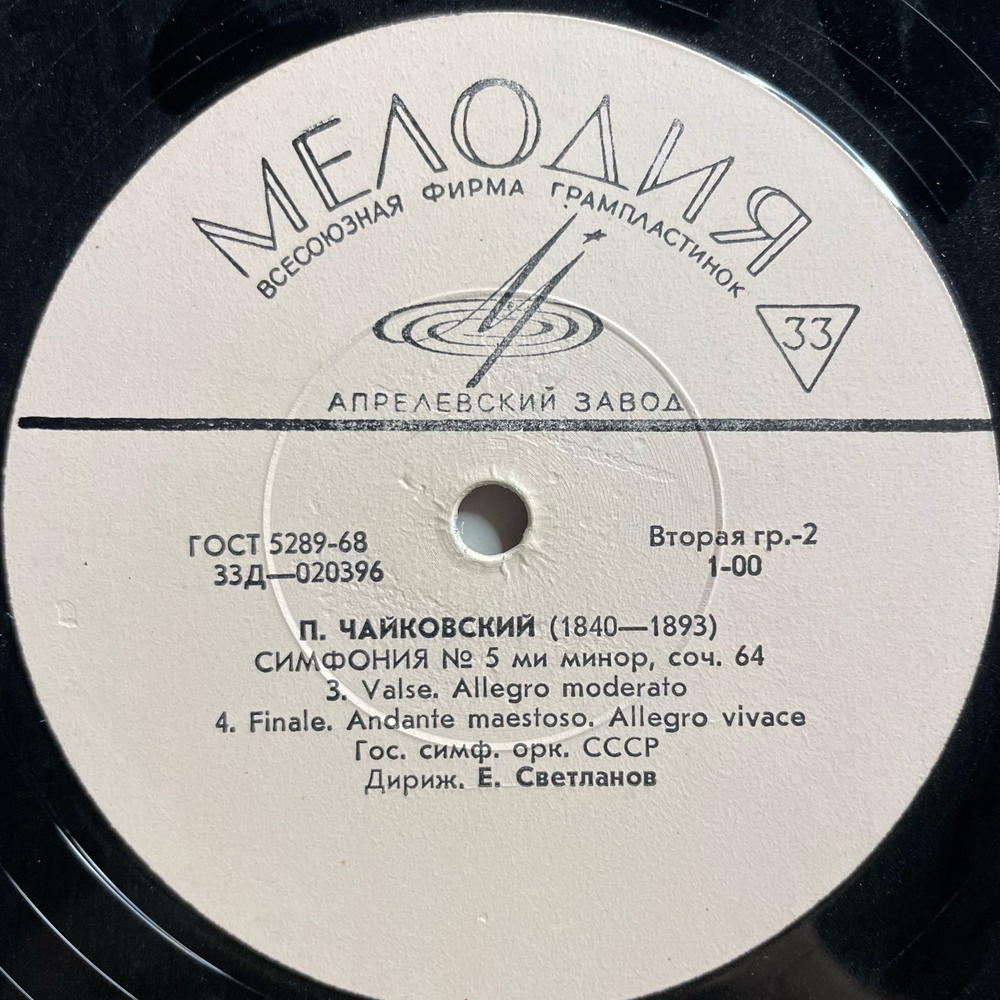 МЕЛОДИЯ
ВСЕСОЮЗНАЯ ФИРМА ГРАМПЛАСТИНОК
33
АПРЕЛЕВСКИЙ ЗАВОД
ГОСТ 5289-68
Вторая гр.-2
33Д—020396
1-00
П. ЧАЙКОВСКИЙ (1840—1893)
СИМФОНИЯ № 5 ми минор, соч. 64
3. Valse. Allegro moderato
4. Finale. Andante maestoso. Allegro vivace
Гос. симф. орк. СССР
Дириж. Е. Светланов